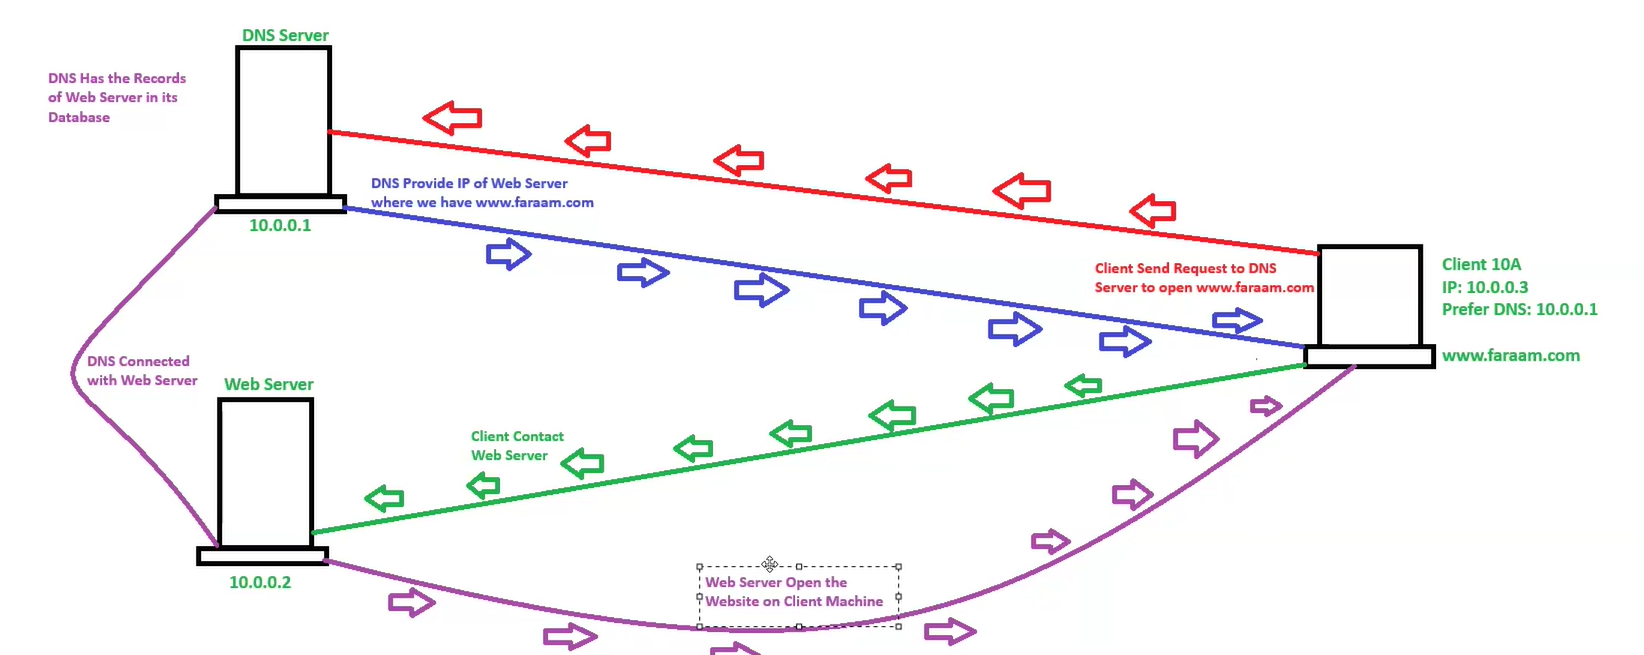 DNS Server
DNS Has the Records
of Web Server in its
Database
DNS Provide IP of Web Server
where we have www.faraam.com
10.0.0.1
Client Send Request to DNS
Server to open www.faraam.com
Client 10A
IP: 10.0.0.3
Prefer DNS: 10.0.0.1
www.faraam.com
DNS Connected
with Web Server
Web Server
Client Contact
Web Server
10.0.0.2
Web Server Open the
Website on Client Machine